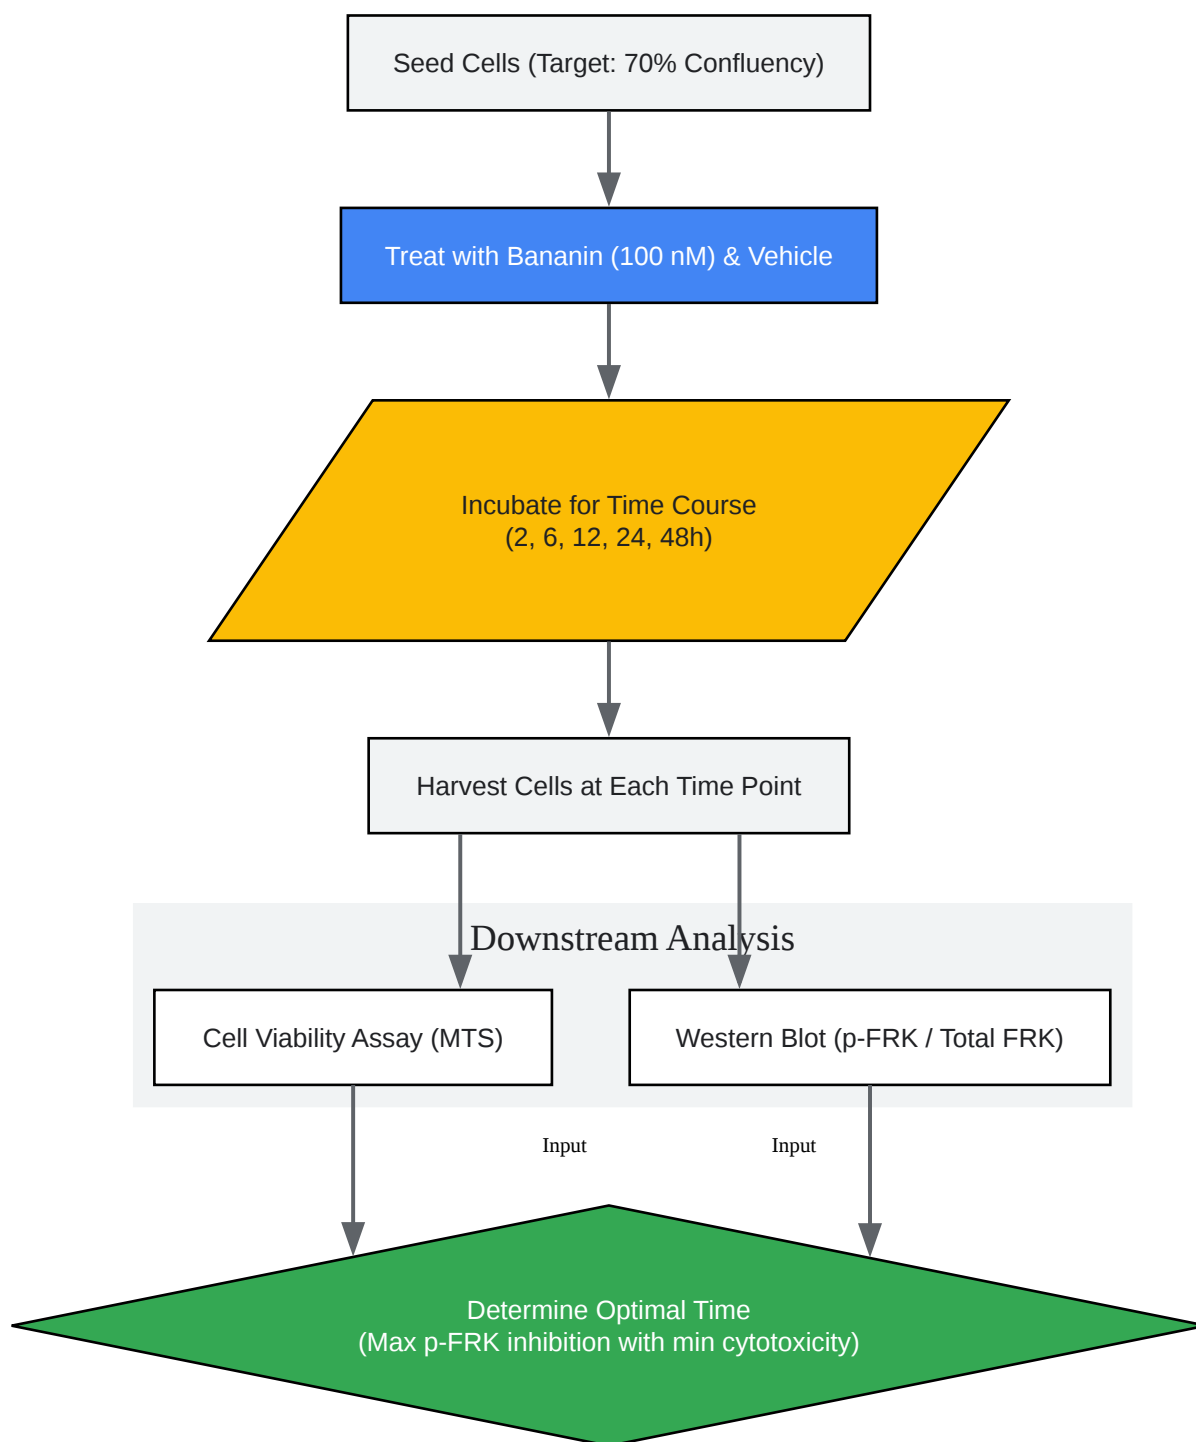 Seed Cells (Target: 70% Confluency)
Treat with Bananin (100 nM) & Vehicle
Incubate for Time Course
(2, 6, 12, 24, 48h)
Harvest Cells at Each Time Point
Downstream Analysis
Cell Viability Assay (MTS)
Western Blot (p-FRK / Total FRK)
Input
Input
Determine Optimal Time
(Max p-FRK inhibition with min cytotoxicity)